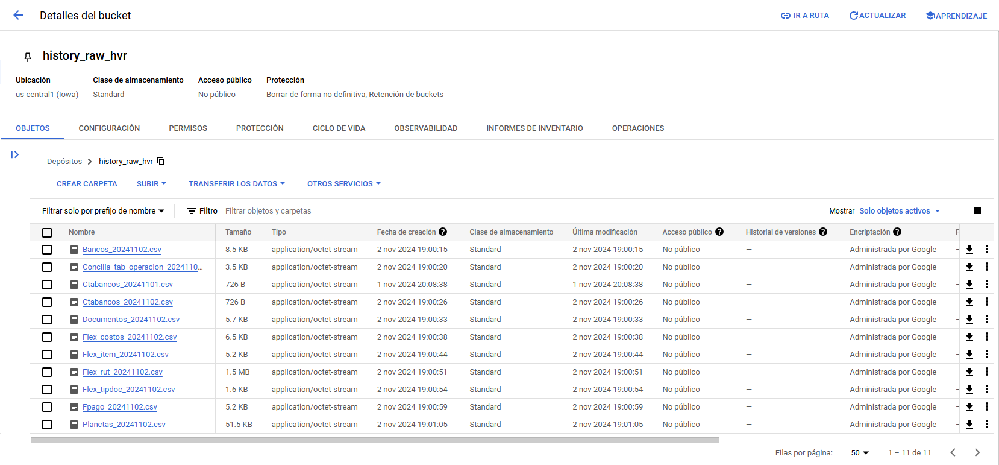 Detalles del bucket IR A RUTA ACTUALIZAR APRENDIZAJE
history_raw_hvr
Ubicación Clase de almacenamiento Acceso público Protección
us-central1 (Iowa) Standard No público Borrar de forma no definitiva, Retención de buckets
OBJETOS CONFIGURACIÓN PERMISOS PROTECCIÓN CICLO DE VIDA OBSERVABILIDAD INFORMES DE INVENTARIO OPERACIONES
Depósitos history_raw_hvr
CREAR CARPETA SUBIR TRANSFERIR LOS DATOS OTROS SERVICIOS
Filtrar solo por prefijo de nombre Filtro Filtrar objetos y carpetas Mostrar Solo objetos activos
Nombre Tamaño Tipo Fecha de creación Clase de almacenamiento Última modificación Acceso público Historial de versiones Encriptación P
Bancos_20241102.csv 8.5 KB application/octet-stream 2 nov 2024 19:00:15 Standard 2 nov 2024 19:00:15 No público — Administrada por Google –
Concilia_tab_operacion_2024110... 3.5 KB application/octet-stream 2 nov 2024 19:00:20 Standard 2 nov 2024 19:00:20 No público — Administrada por Google –
Ctabancos_20241101.csv 726 B application/octet-stream 1 nov 2024 20:08:38 Standard 1 nov 2024 20:08:38 No público — Administrada por Google –
Ctabancos_20241102.csv 726 B application/octet-stream 2 nov 2024 19:00:26 Standard 2 nov 2024 19:00:26 No público — Administrada por Google –
Documentos_20241102.csv 5.7 KB application/octet-stream 2 nov 2024 19:00:33 Standard 2 nov 2024 19:00:33 No público — Administrada por Google –
Flex_costos_20241102.csv 6.5 KB application/octet-stream 2 nov 2024 19:00:38 Standard 2 nov 2024 19:00:38 No público — Administrada por Google –
Flex_item_20241102.csv 5.2 KB application/octet-stream 2 nov 2024 19:00:44 Standard 2 nov 2024 19:00:44 No público — Administrada por Google –
Flex_rut_20241102.csv 1.5 MB application/octet-stream 2 nov 2024 19:00:51 Standard 2 nov 2024 19:00:51 No público — Administrada por Google –
Flex_tipdoc_20241102.csv 1.6 KB application/octet-stream 2 nov 2024 19:00:54 Standard 2 nov 2024 19:00:54 No público — Administrada por Google –
Fpago_20241102.csv 5.2 KB application/octet-stream 2 nov 2024 19:00:59 Standard 2 nov 2024 19:00:59 No público — Administrada por Google –
Planctas_20241102.csv 51.5 KB application/octet-stream 2 nov 2024 19:01:05 Standard 2 nov 2024 19:01:05 No público — Administrada por Google –
Filas por página: 50 1 – 11 de 11